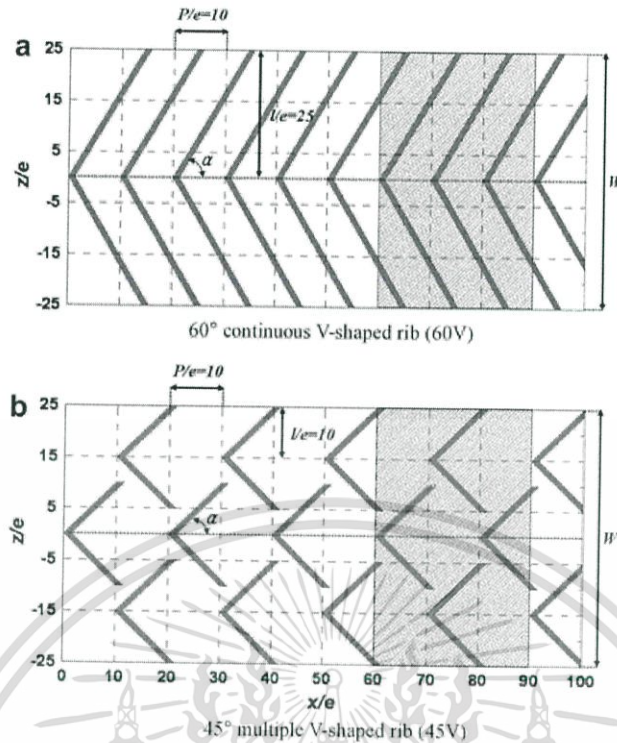 P/e=10
a
25
15
5
-5
-15
-25
z/e
l/e=25
α
W
60° continuous V-shaped rib (60V)
P/e=10
b
25
15
5
-5
-15
-25
z/e
l/e=10
α
W
0 10 20 30 40 50 60 70 80 90 100
x/e
45° multiple V-shaped rib (45V)